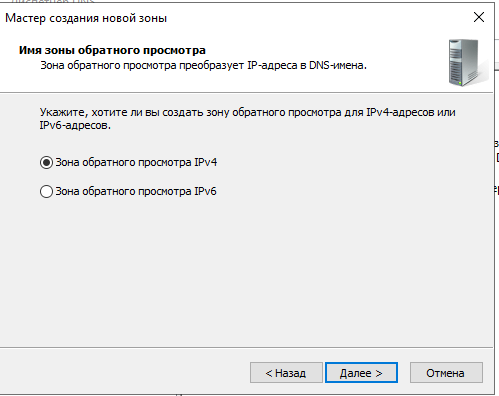 Мастер создания новой зоны
Имя зоны обратного просмотра
Зона обратного просмотра преобразует IP-адреса в DNS-имена.
Укажите, хотите ли вы создать зону обратного просмотра для IPv4-адресов или
IPv6-адресов.
Зона обратного просмотра IPv4
Зона обратного просмотра IPv6
< Назад
Далее >
Отмена